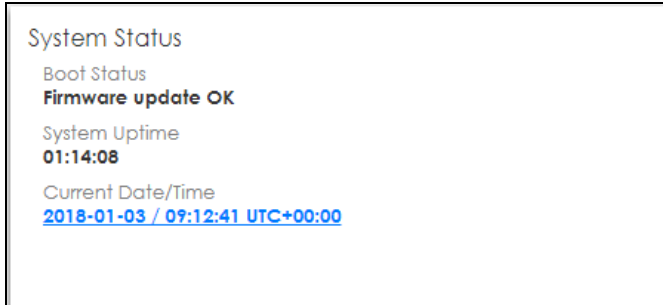 System Status
Boot Status
Firmware update OK
System Uptime
01:14:08
Current Date/Time
2018-01-03 / 09:12:41 UTC+00:00